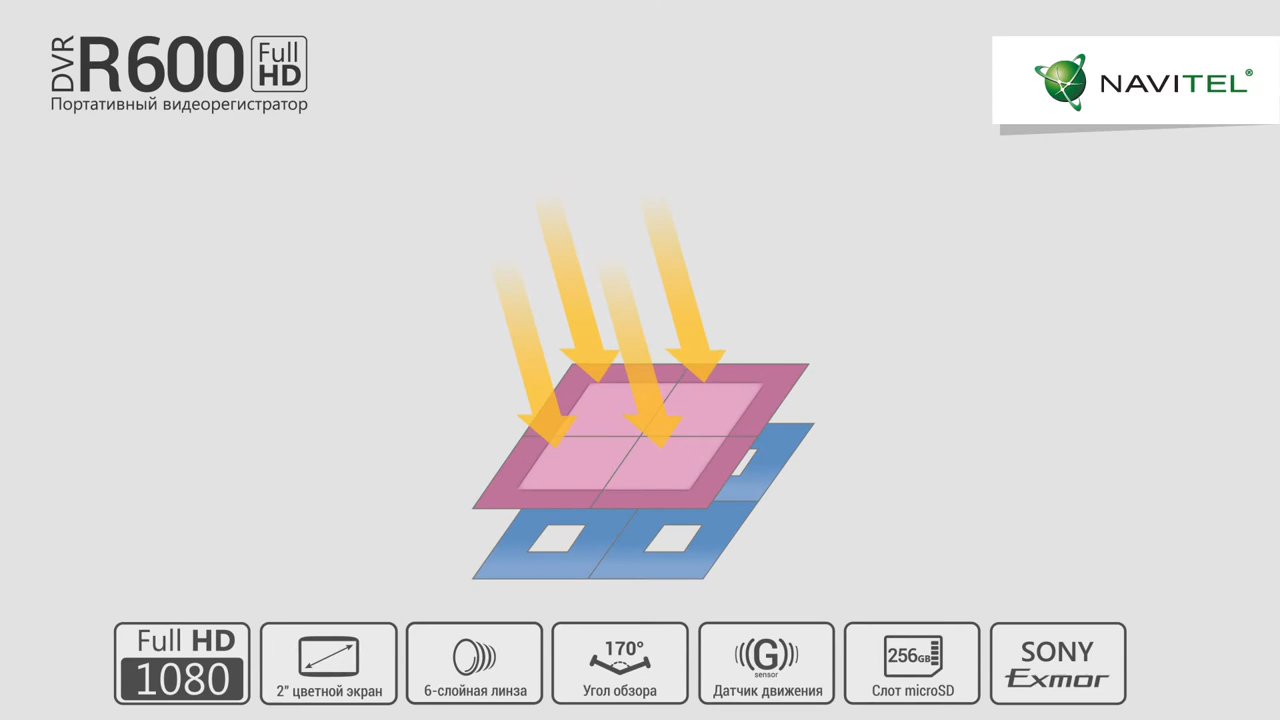 DVR R600 Full HD
Портативный видеорегистратор
NAVITEL®
Full HD
1080
2" цветной экран
6-слойная линза
170°
Угол обзора
G
sensor
Датчик движения
256GB
Слот microSD
SONY
Exmor